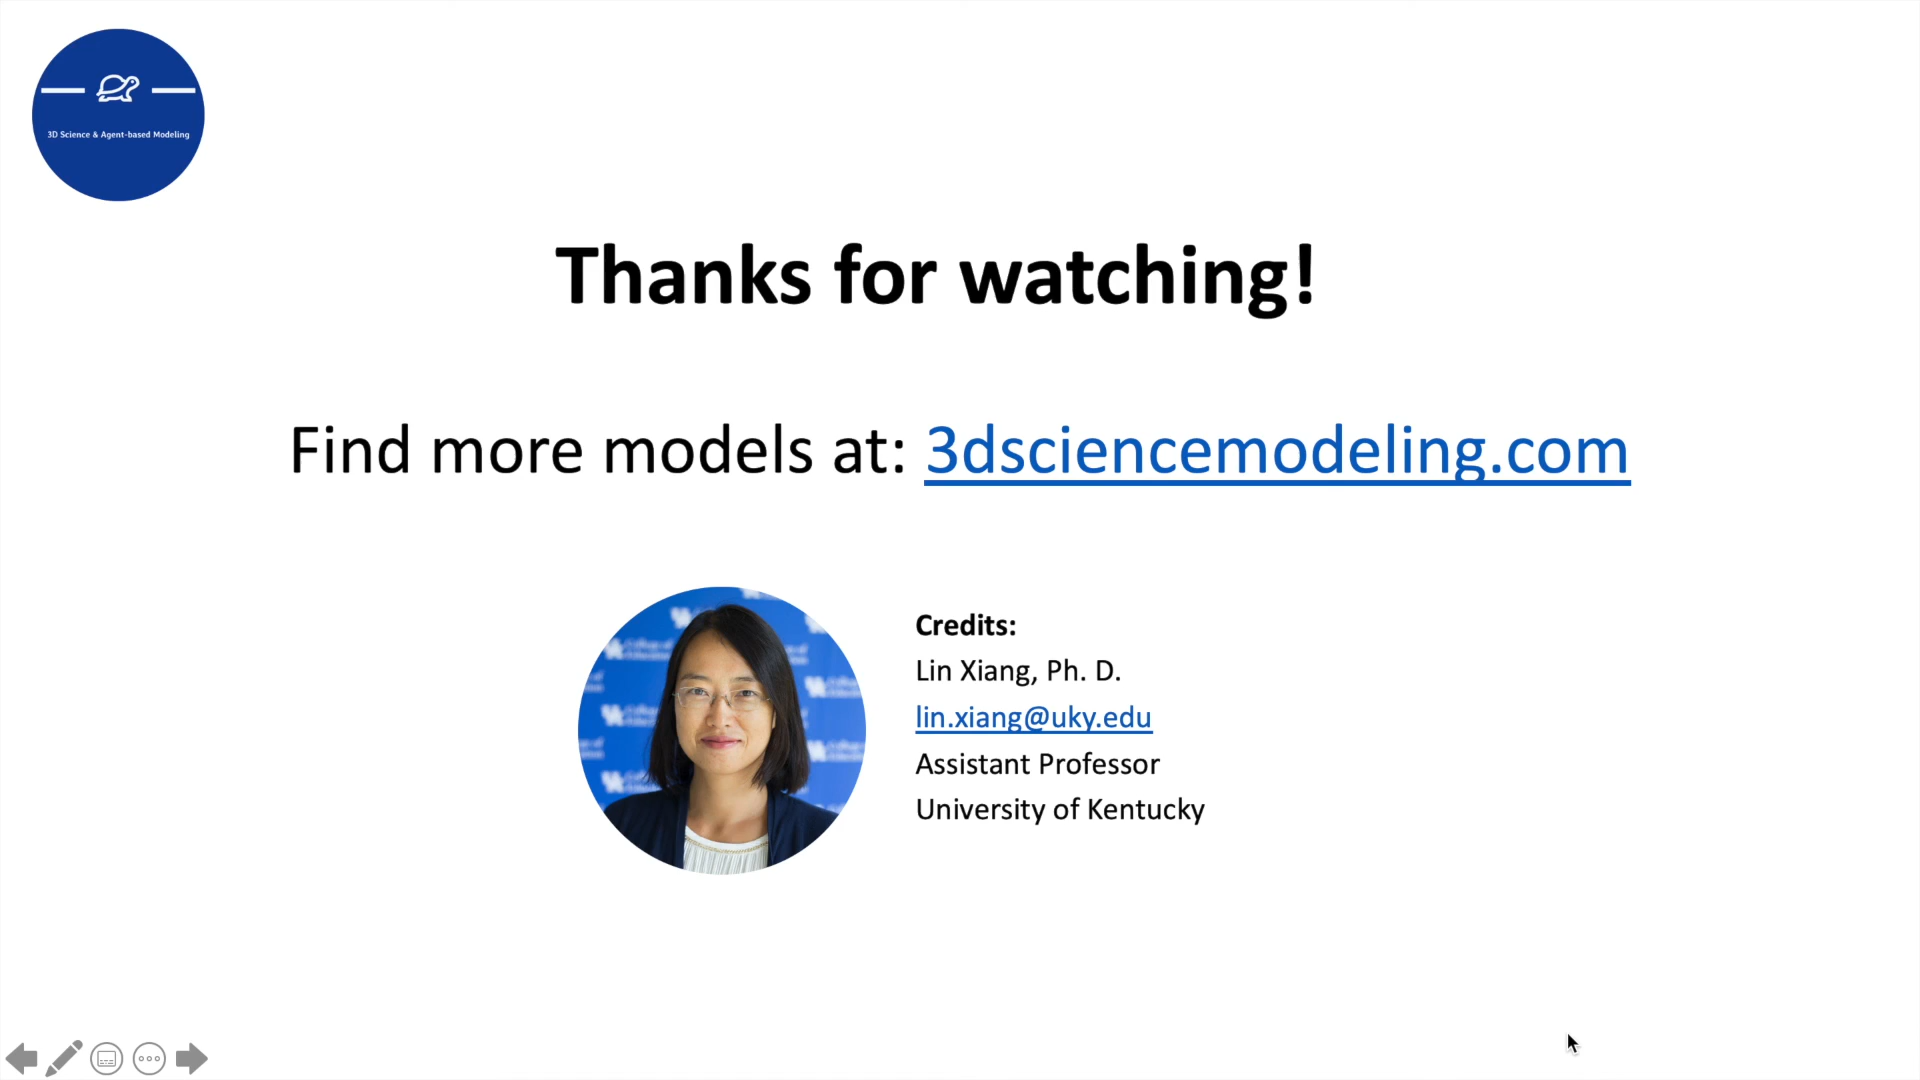 3D Science & Agent-based Modeling
Thanks for watching!
Find more models at: 3dsciencemodeling.com
Credits:
Lin Xiang, Ph. D.
lin.xiang@uky.edu
Assistant Professor
University of Kentucky